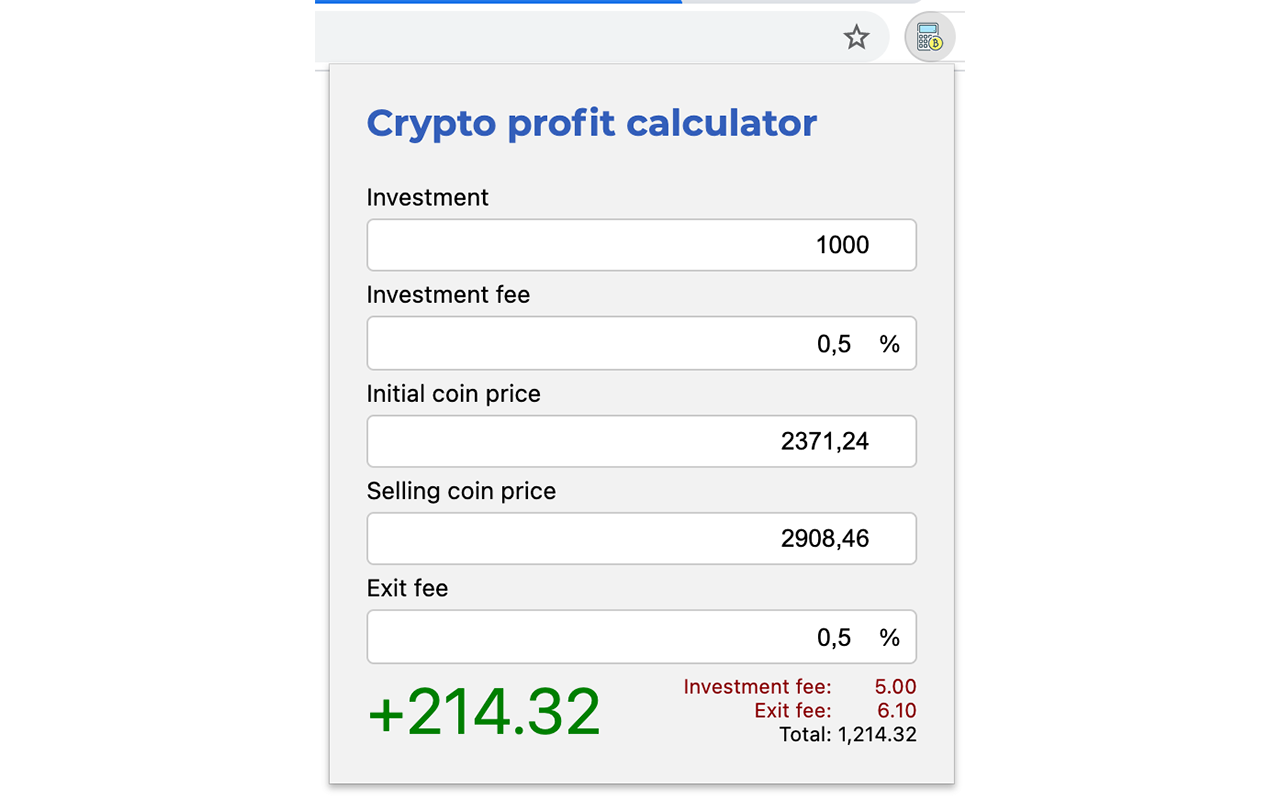 Crypto profit calculator
Investment
1000
Investment fee
0,5 %
Initial coin price
2371,24
Selling coin price
2908,46
Exit fee
0,5 %
+214.32
Investment fee: 5.00
Exit fee: 6.10
Total: 1,214.32